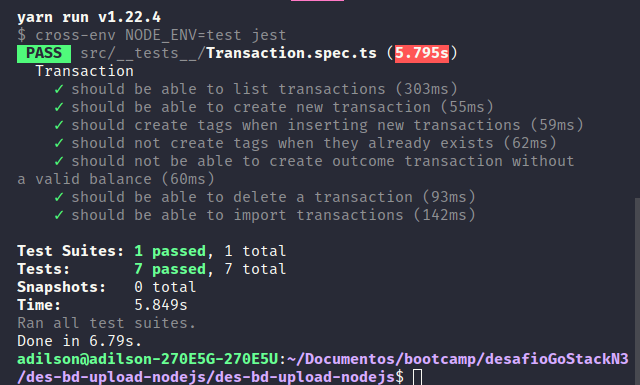 yarn run v1.22.4
$ cross-env NODE_ENV=test jest
PASS src/__tests__/Transaction.spec.ts (5.795s)
Transaction
✓ should be able to list transactions (303ms)
✓ should be able to create new transaction (55ms)
✓ should create tags when inserting new transactions (59ms)
✓ should not create tags when they already exists (62ms)
✓ should not be able to create outcome transaction without
a valid balance (60ms)
✓ should be able to delete a transaction (93ms)
✓ should be able to import transactions (142ms)
Test Suites: 1 passed, 1 total
Tests: 7 passed, 7 total
Snapshots: 0 total
Time: 5.849s
Ran all test suites.
Done in 6.79s.
adilson@adilson-270E5G-270E5U:~/Documentos/bootcamp/desafioGoStackN3
/des-bd-upload-nodejs/des-bd-upload-nodejs$